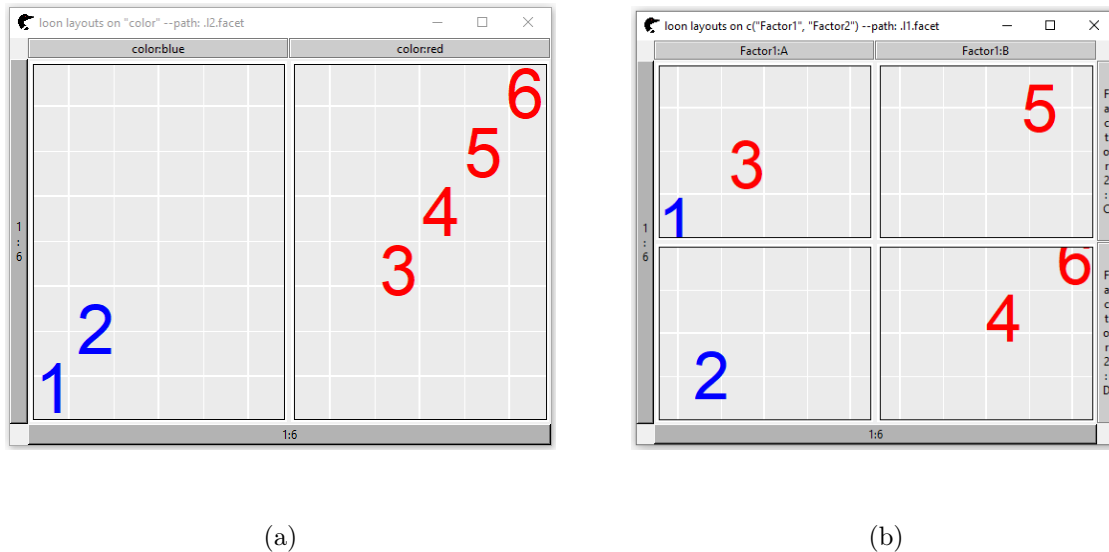 loon layouts on "color" --path: .l2.facet
color:blue
color:red
1
:
6
1
2
3
4
5
6
1:6
(a)
loon layouts on c("Factor1", "Factor2") --path: .l1.facet
Factor1:A
Factor1:B
1
:
6
1
3
5
F
a
c
t
o
r
2
:
C
2
4
6
F
a
c
t
o
r
2
:
D
1:6
(b)